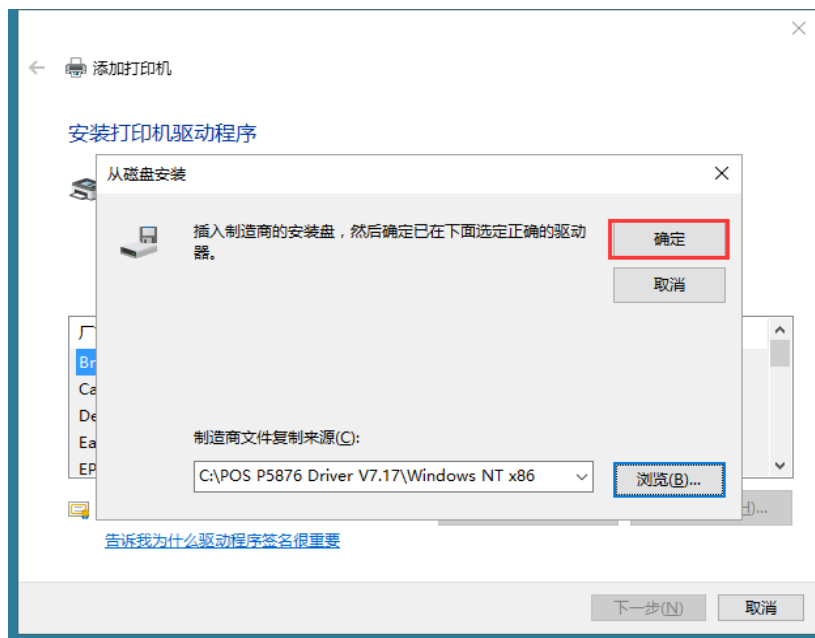 添加打印机
安装打印机驱动程序
从磁盘安装
插入制造商的安装盘，然后确定已在下面选定正确的驱动
器。
确定
取消
厂
Br
Ca
De
Ea
EP
制造商文件复制来源(C):
C:\POS P5876 Driver V7.17\Windows NT x86
浏览(B)...
H)...
告诉我为什么驱动程序签名很重要
下一步(N)
取消